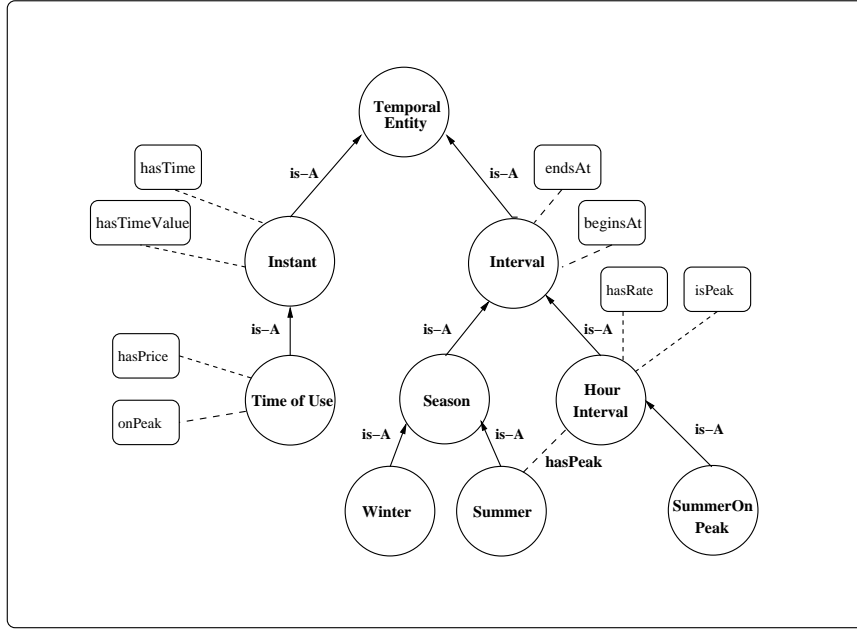 Temporal
Entity
hasTime
is–A
is–A
endsAt
hasTimeValue
beginsAt
Instant
Interval
hasRate
isPeak
is–A
is–A
is–A
hasPrice
Time of Use
Season
Hour
Interval
onPeak
is–A
is–A
is–A
hasPeak
Winter
Summer
SummerOn
Peak